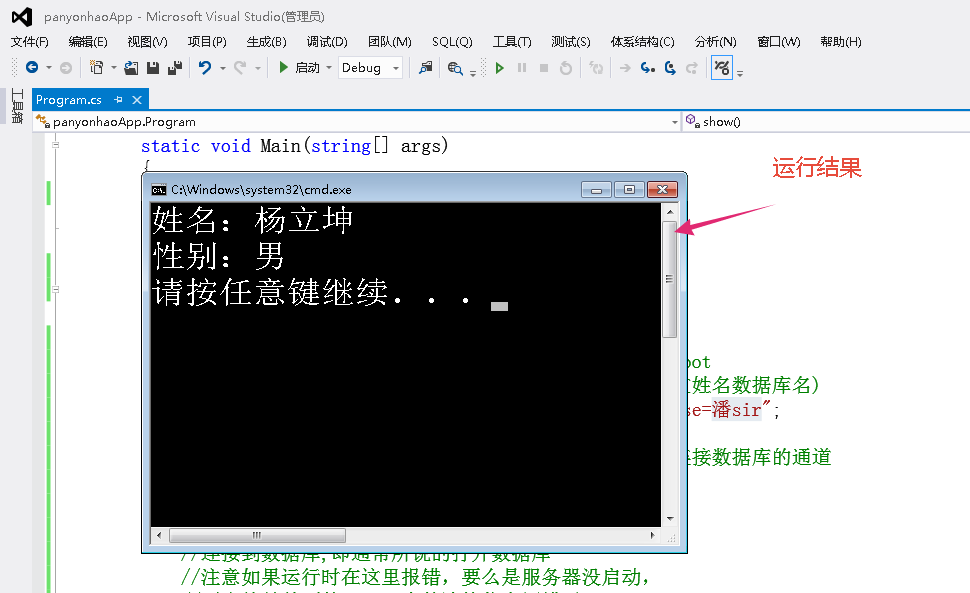 panyonhaoApp - Microsoft Visual Studio(管理员)
文件(F) 编辑(E) 视图(V) 项目(P) 生成(B) 调试(D) 团队(M) SQL(Q) 工具(T) 测试(S) 体系结构(C) 分析(N) 窗口(W) 帮助(H)
启动 Debug
工具箱
Program.cs
panyonhaoApp.Program show()
static void Main(string[] args)
{
运行结果
C:\Windows\system32\cmd.exe
姓名：杨立坤
性别：男
请按任意键继续. . .
oot
姓名数据库名)
se=潘sir";
接数据库的通道
//连接到数据库,即通常所说的打开数据库
//注意如果运行时在这里报错，要么是服务器没启动，